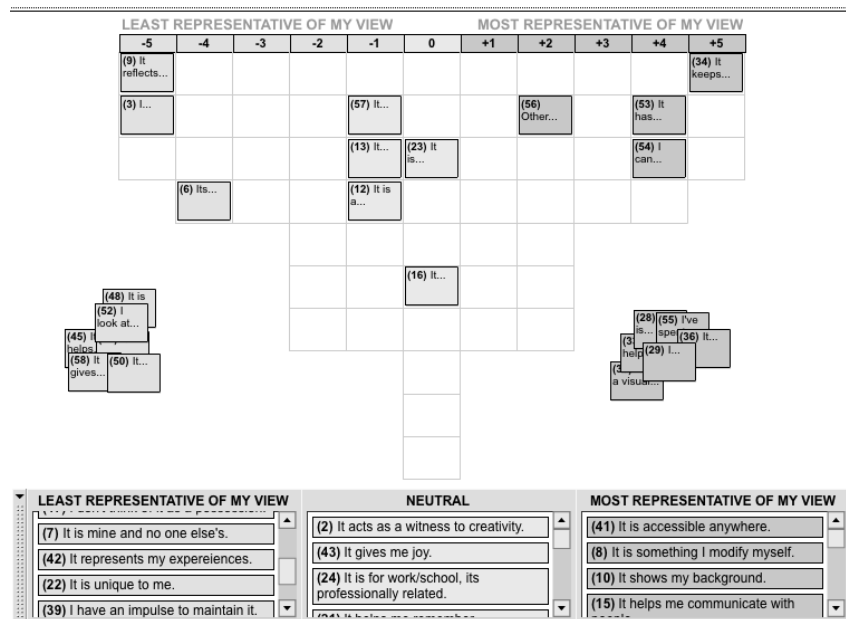 LEAST REPRESENTATIVE OF MY VIEW
MOST REPRESENTATIVE OF MY VIEW
-5 -4 -3 -2 -1 0 +1 +2 +3 +4 +5
(9) It
reflects...
(34) It
keeps...
(3) I...
(57) It...
(56)
Other...
(53) It
has...
(13) It...
(23) It
is...
(54) I
can...
(6) Its...
(12) It is
a...
(16) It...
(48) It is
(52) I
look at...
(45) It
helps
(58) It
gives...
(50) It...
(28)
is...
(55) I've
spe
(36) It...
help
(29) I...
a visual...
LEAST REPRESENTATIVE OF MY VIEW
NEUTRAL
MOST REPRESENTATIVE OF MY VIEW
(7) It is mine and no one else's.
(42) It represents my expereiences.
(22) It is unique to me.
(39) I have an impulse to maintain it.
(2) It acts as a witness to creativity.
(43) It gives me joy.
(24) It is for work/school, its
professionally related.
(41) It is accessible anywhere.
(8) It is something I modify myself.
(10) It shows my background.
(15) It helps me communicate with